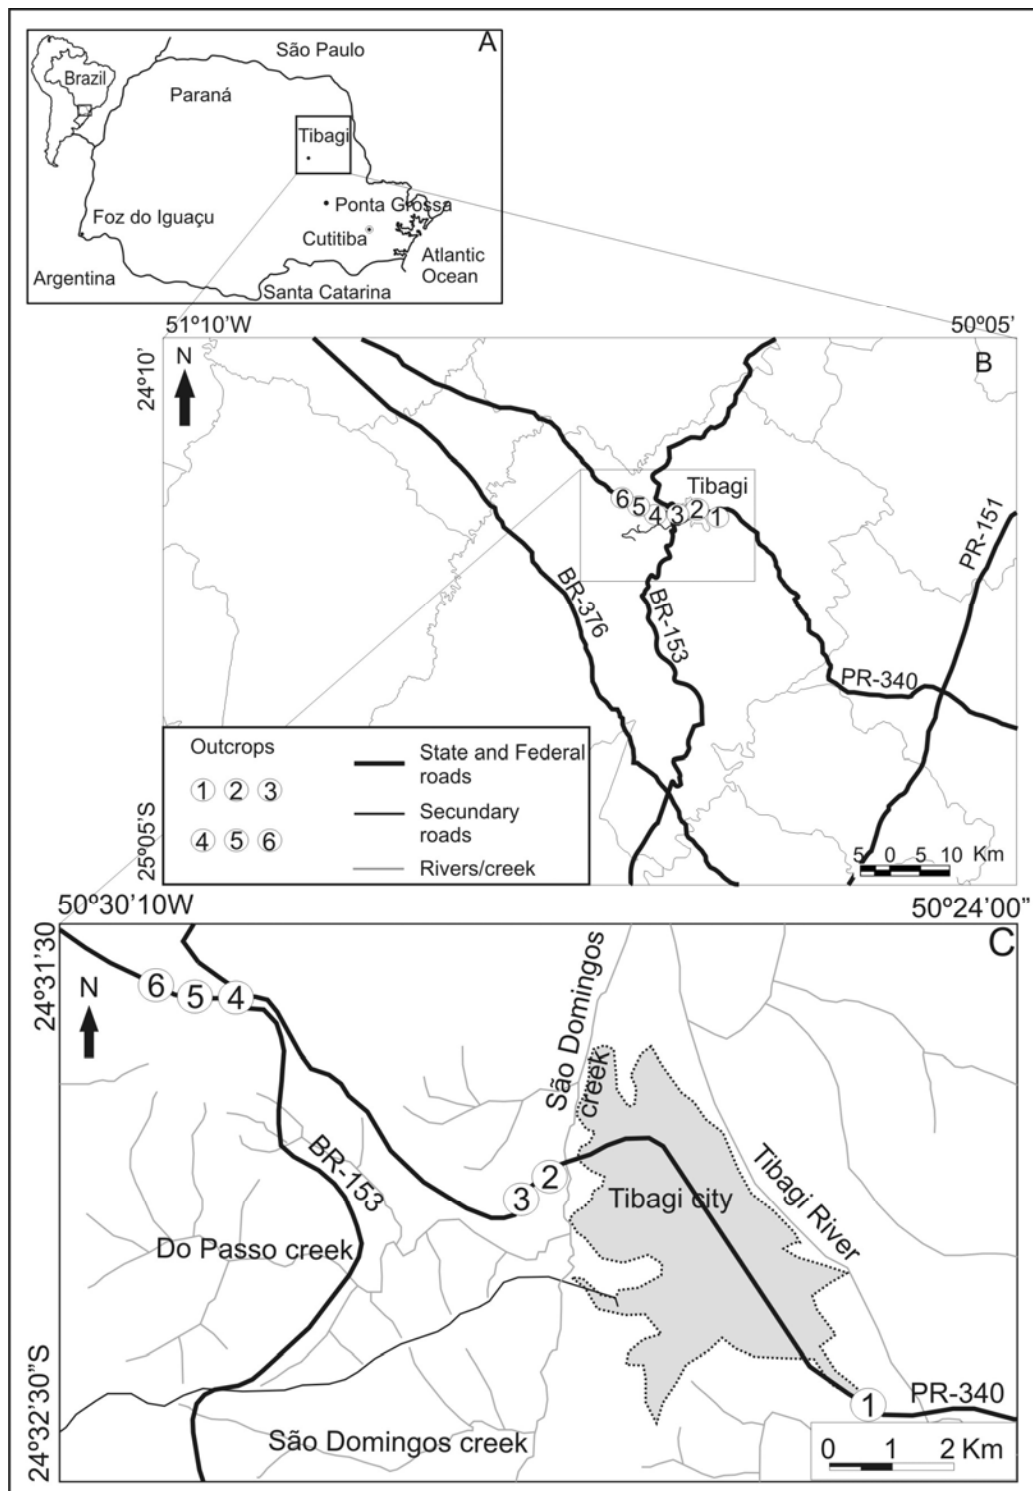 A
São Paulo
Brazil
Paraná
Tibagi
Foz do Iguaçu
Ponta Grossa
Cutitiba
Argentina
Atlantic
Ocean
Santa Catarina
51º10'W
50º05'
24º10'
N
B
Tibagi
6
5
4
3
2
1
PR-151
BR-376
BR-153
PR-340
Outcrops
1 2 3
4 5 6
State and Federal
roads
Secundary
roads
Rivers/creek
25º05'S
5 0 5 10 Km
50º30'10W
50º24'00"
24º31'30
N
C
6
5
4
São Domingos
creek
BR-153
2
3
Tibagi city
Tibagi River
Do Passo creek
24º32'30"S
1
PR-340
São Domingos creek
0 1 2 Km